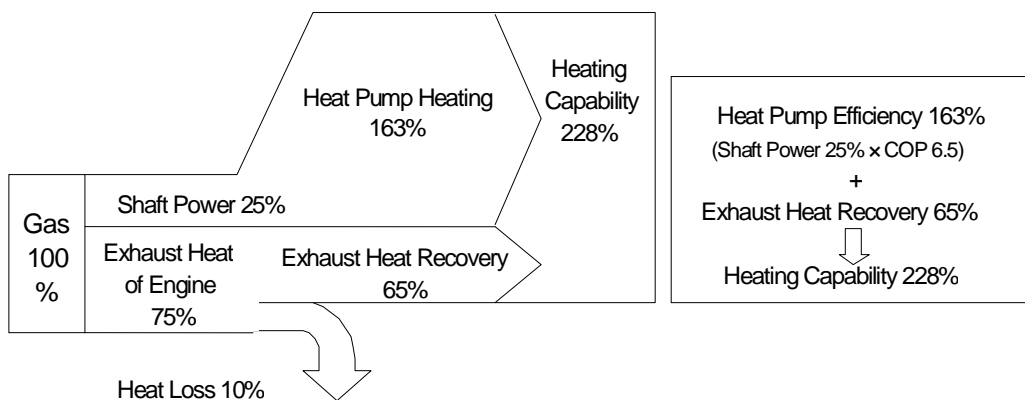 Gas
100
%
Shaft Power 25%
Exhaust Heat
of Engine
75%
Heat Pump Heating
163%
Exhaust Heat Recovery
65%
Heat Loss 10%
Heating
Capability
228%
Heat Pump Efficiency 163%
(Shaft Power 25% × COP 6.5)
+
Exhaust Heat Recovery 65%
Heating Capability 228%